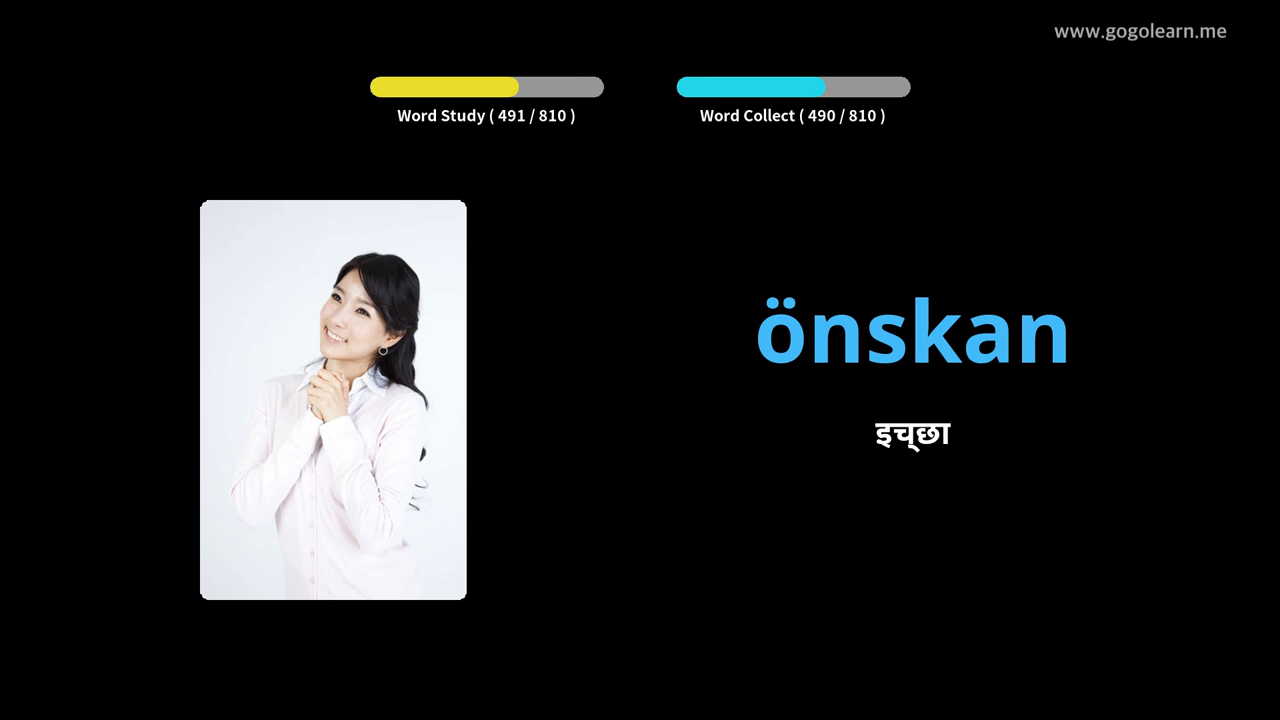 www.gogolearn.me
Word Study ( 491 / 810 )
Word Collect ( 490 / 810 )
önskan
इच्छा